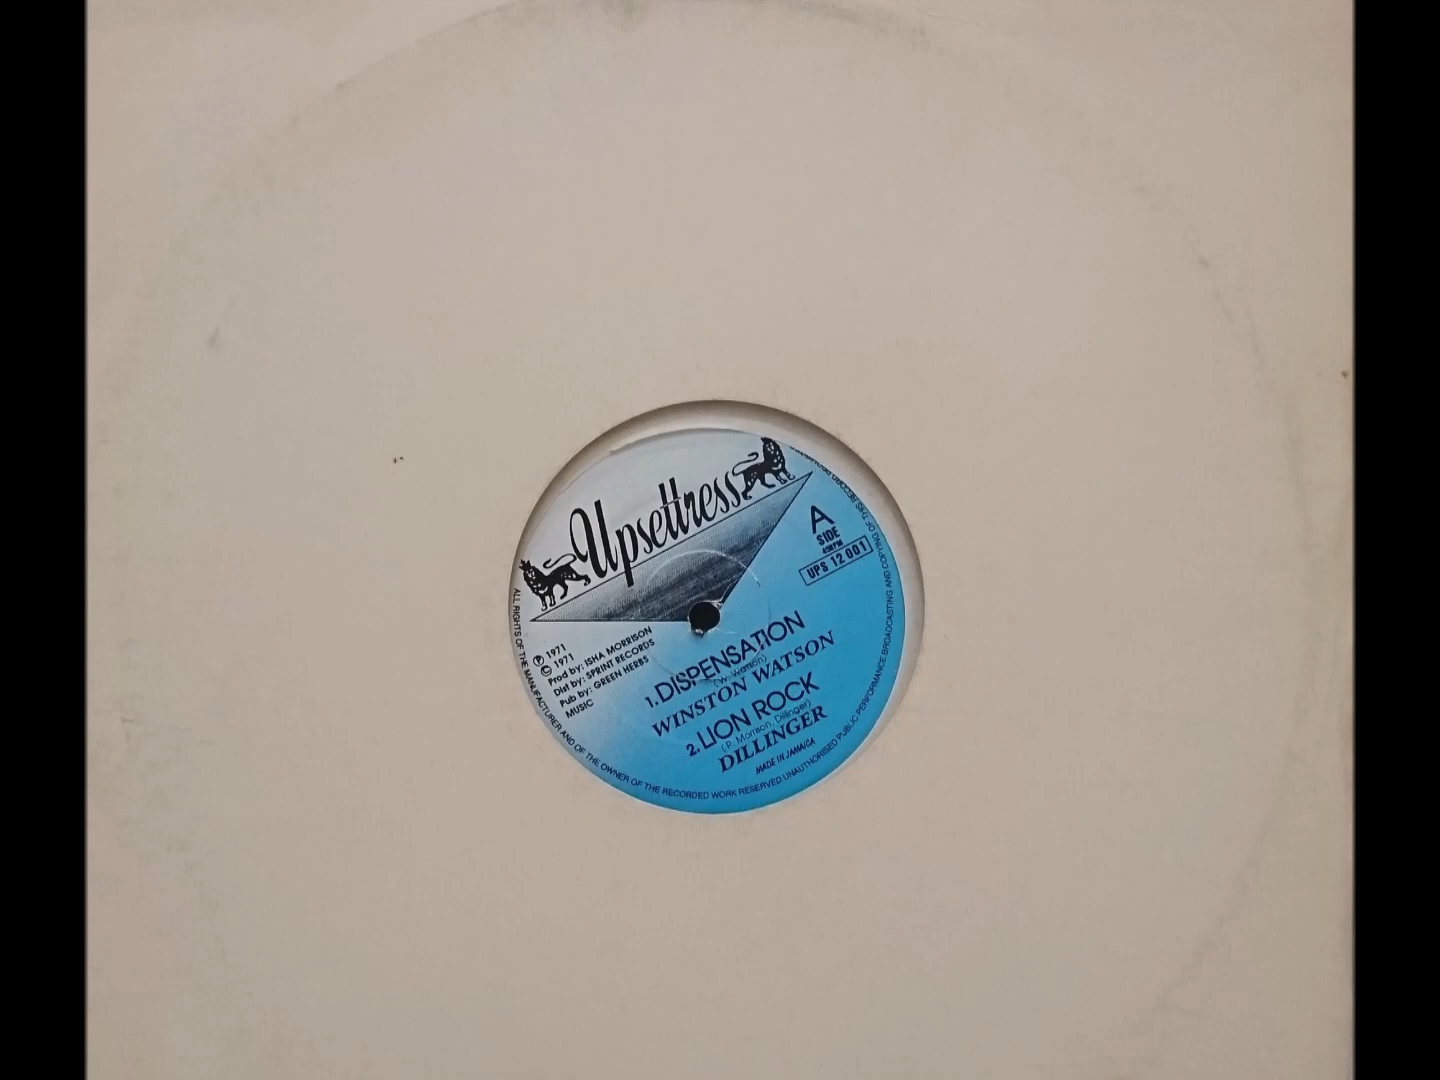 Upsettress
A
SIDE
45RPM
UPS 12 001
℗ 1971
© 1971
Prod by: ISHA MORRISON
Dist by: SPRINT RECORDS
Pub by: GREEN HERBS
MUSIC
1. DISPENSATION
(W. Watson)
WINSTON WATSON
2. LION ROCK
(P. Morrison, Dillinger)
DILLINGER
MADE IN JAMAICA
ALL RIGHTS OF THE MANUFACTURER AND OF THE OWNER OF THE RECORDED WORK RESERVED UNAUTHORISED PUBLIC PERFORMANCE BROADCASTING AND COPYING OF THIS RECORD